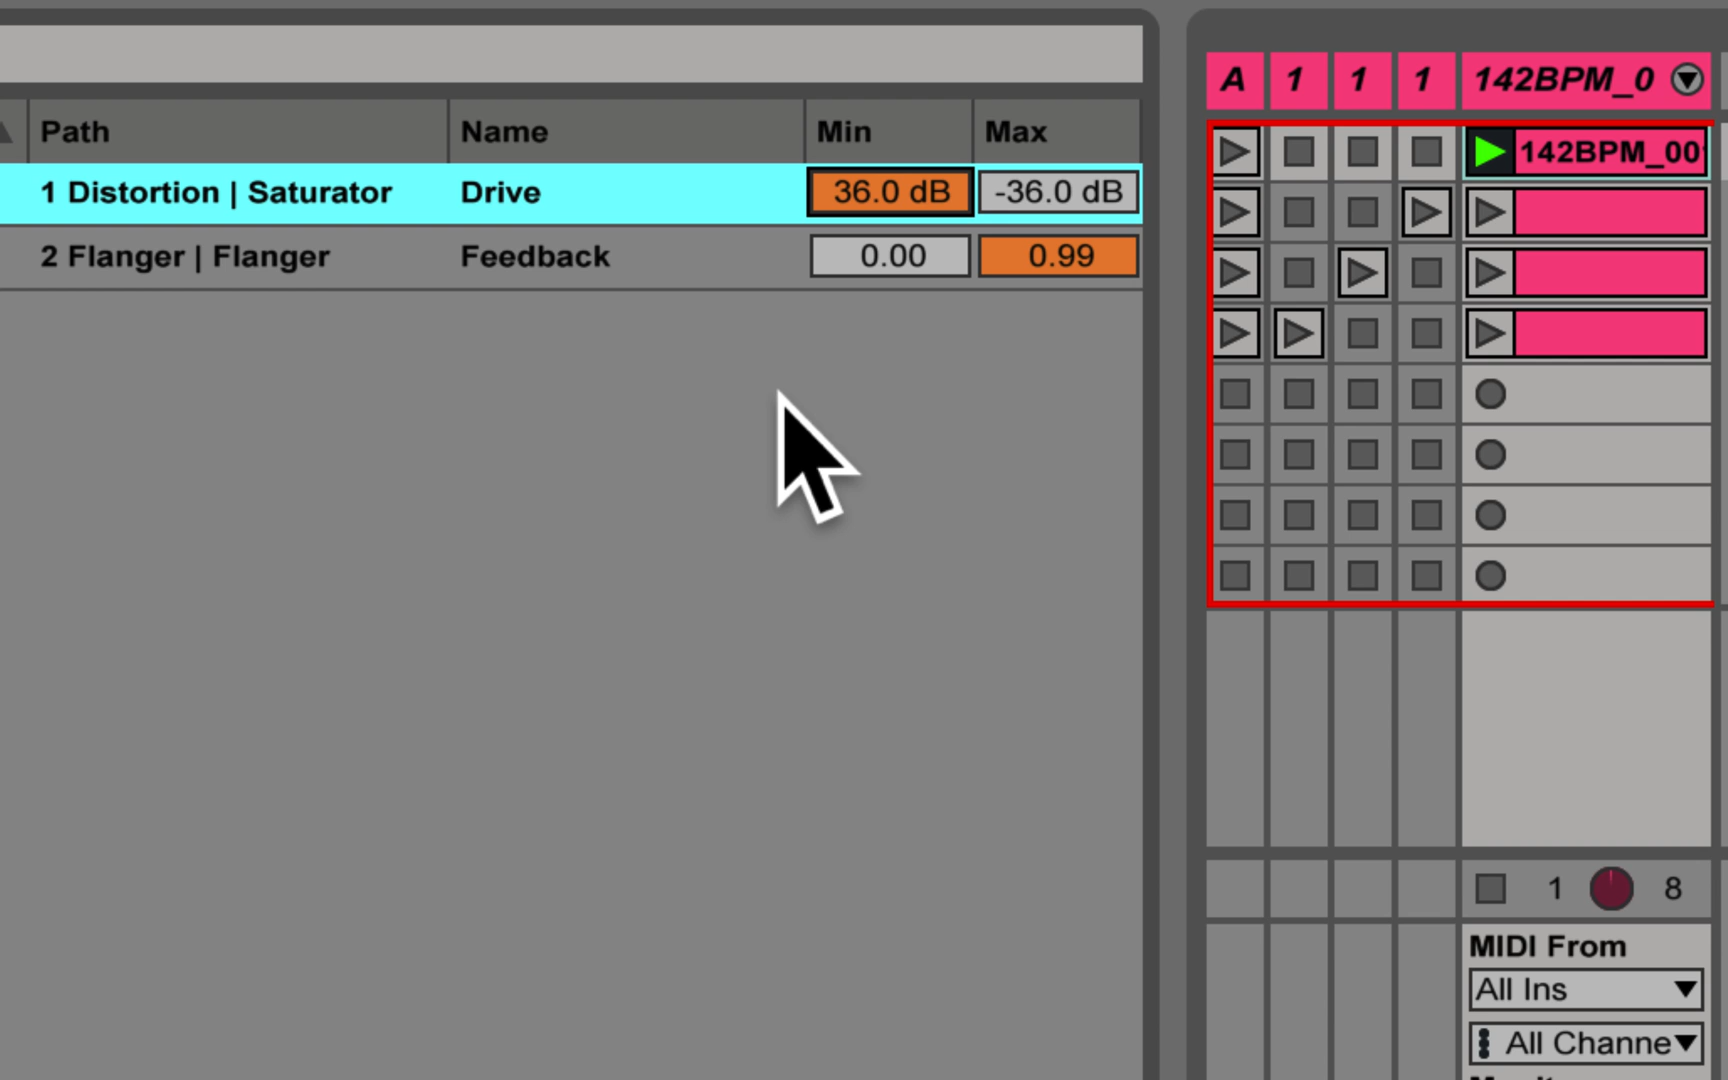 Path Name Min Max
1 Distortion | Saturator Drive 36.0 dB -36.0 dB
2 Flanger | Flanger Feedback 0.00 0.99
A 1 1 1 142BPM_0
142BPM_00
1 8
MIDI From
All Ins
All Channe